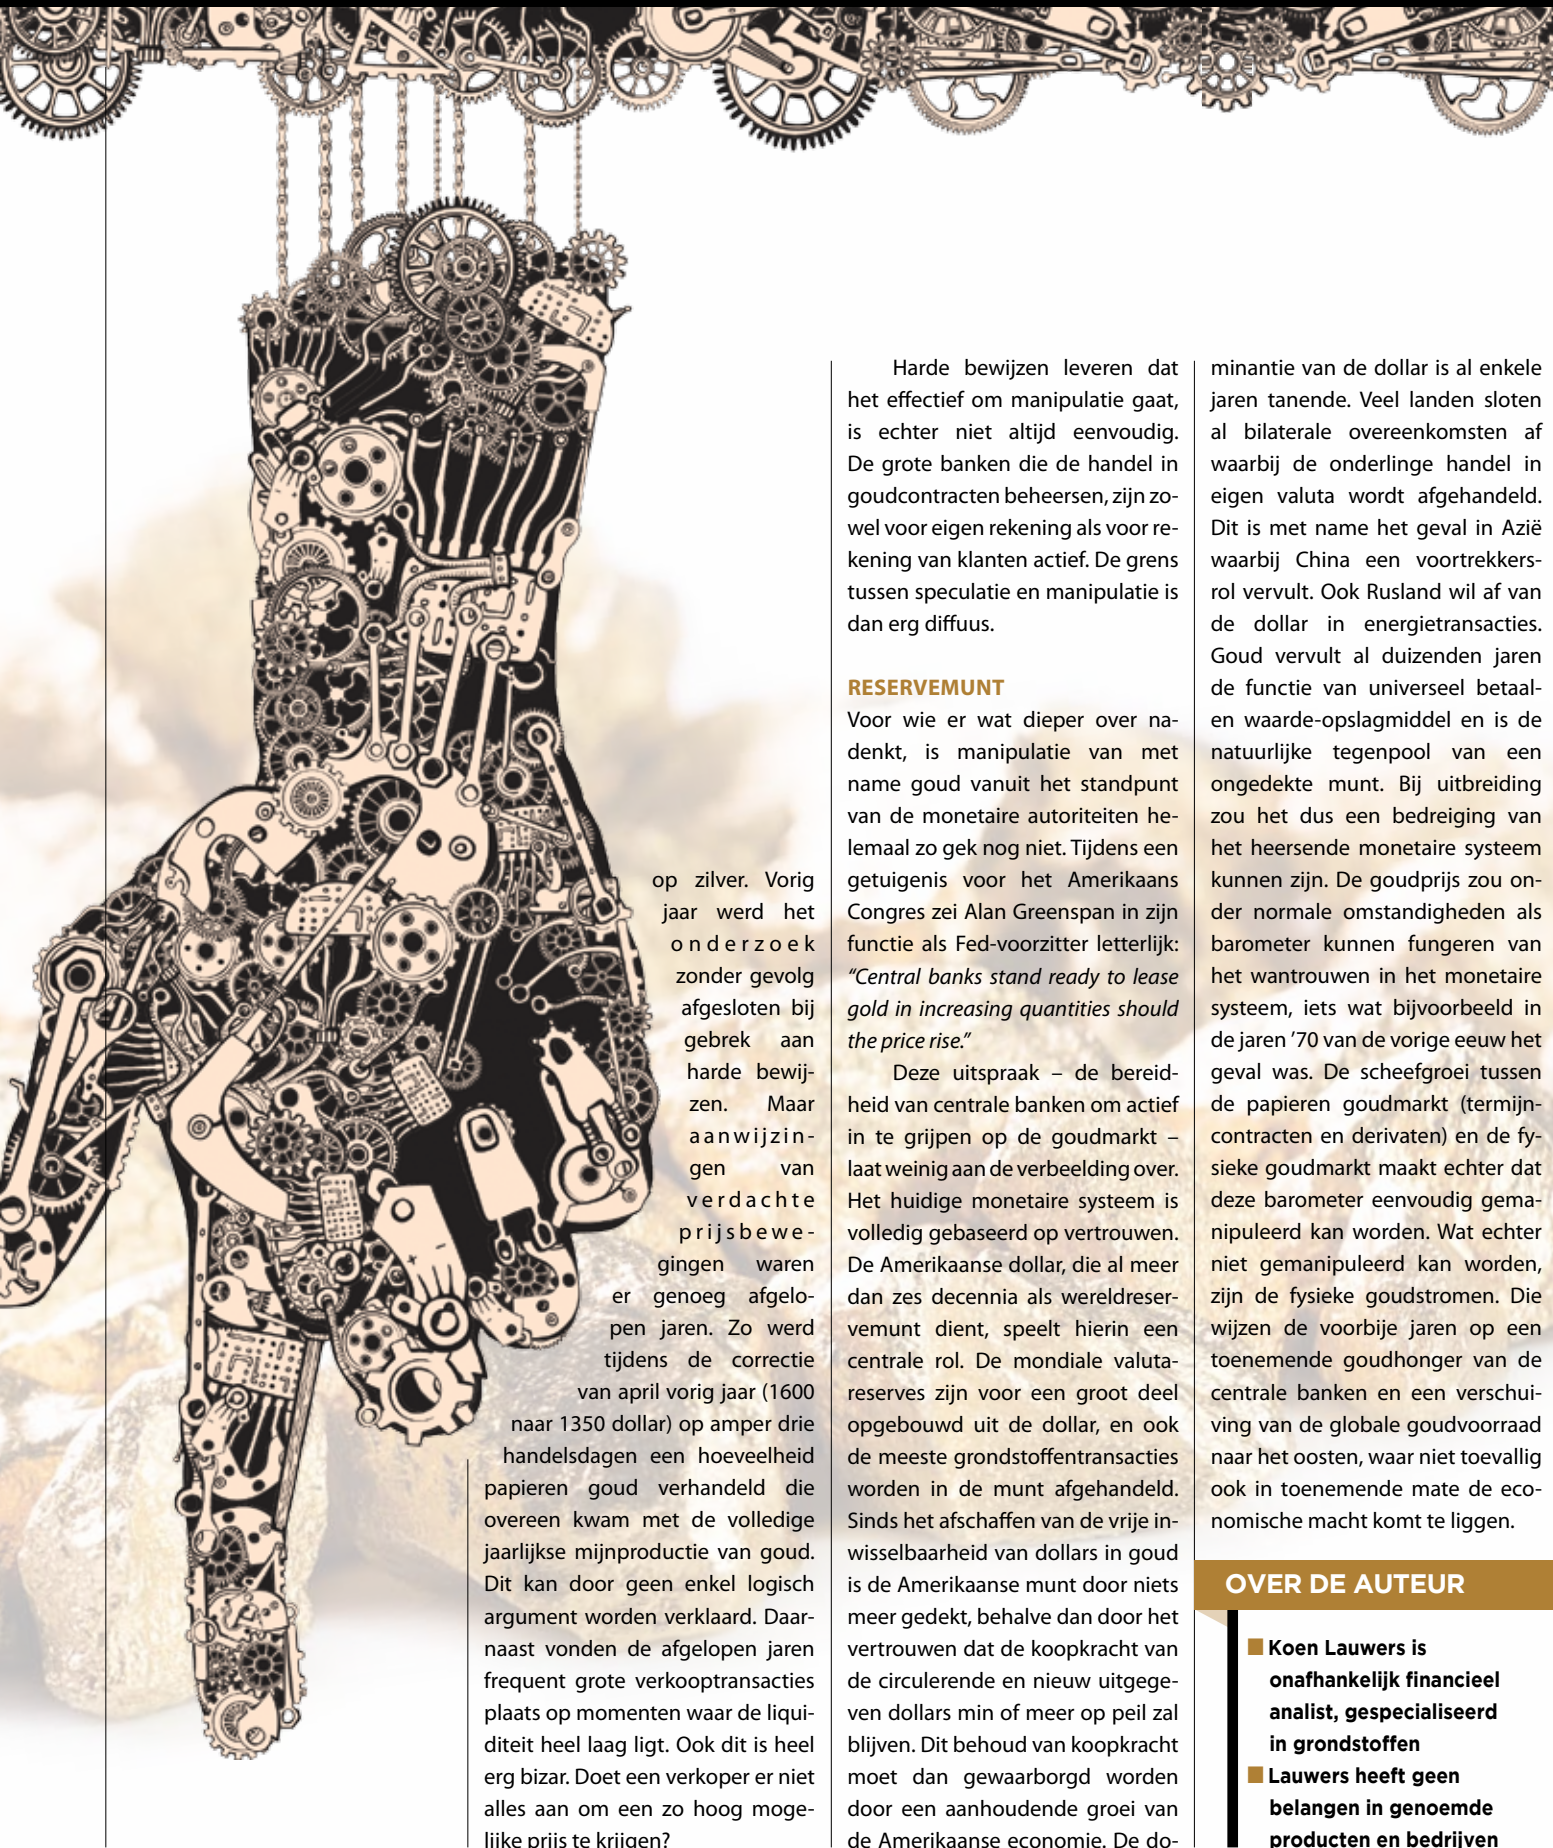 op zilver. Vorig
jaar werd het
onderzoek
zonder gevolg
afgesloten bij
gebrek aan
harde bewij-
zen. Maar
aanwijzin-
gen van
verdachte
prijsbewe-
gingen waren
er genoeg afgelo-
pen jaren. Zo werd
tijdens de correctie
van april vorig jaar (1600
naar 1350 dollar) op amper drie
handelsdagen een hoeveelheid
papieren goud verhandeld die
overeen kwam met de volledige
jaarlijkse mijnproductie van goud.
Dit kan door geen enkel logisch
argument worden verklaard. Daar-
naast vonden de afgelopen jaren
frequent grote verkooptransacties
plaats op momenten waar de liqui-
diteit heel laag ligt. Ook dit is heel
erg bizar. Doet een verkoper er niet
alles aan om een zo hoog moge-
lijke prijs te krijgen?
Harde bewijzen leveren dat
het effectief om manipulatie gaat,
is echter niet altijd eenvoudig.
De grote banken die de handel in
goudcontracten beheersen, zijn zo-
wel voor eigen rekening als voor re-
kening van klanten actief. De grens
tussen speculatie en manipulatie is
dan erg diffuus.
RESERVEMUNT
Voor wie er wat dieper over na-
denkt, is manipulatie van met
name goud vanuit het standpunt
van de monetaire autoriteiten he-
lemaal zo gek nog niet. Tijdens een
getuigenis voor het Amerikaans
Congres zei Alan Greenspan in zijn
functie als Fed-voorzitter letterlijk:
“Central banks stand ready to lease
gold in increasing quantities should
the price rise.”
Deze uitspraak – de bereid-
heid van centrale banken om actief
in te grijpen op de goudmarkt –
laat weinig aan de verbeelding over.
Het huidige monetaire systeem is
volledig gebaseerd op vertrouwen.
De Amerikaanse dollar, die al meer
dan zes decennia als wereldreser-
vemunt dient, speelt hierin een
centrale rol. De mondiale valuta-
reserves zijn voor een groot deel
opgebouwd uit de dollar, en ook
de meeste grondstoffentransacties
worden in de munt afgehandeld.
Sinds het afschaffen van de vrije in-
wisselbaarheid van dollars in goud
is de Amerikaanse munt door niets
meer gedekt, behalve dan door het
vertrouwen dat de koopkracht van
de circulerende en nieuw uitgege-
ven dollars min of meer op peil zal
blijven. Dit behoud van koopkracht
moet dan gewaarborgd worden
door een aanhoudende groei van
de Amerikaanse economie. De do-
minantie van de dollar is al enkele
jaren tanende. Veel landen sloten
al bilaterale overeenkomsten af
waarbij de onderlinge handel in
eigen valuta wordt afgehandeld.
Dit is met name het geval in Azië
waarbij China een voortrekkers-
rol vervult. Ook Rusland wil af van
de dollar in energietransacties.
Goud vervult al duizenden jaren
de functie van universeel betaal-
en waarde-opslagmiddel en is de
natuurlijke tegenpool van een
ongedekte munt. Bij uitbreiding
zou het dus een bedreiging van
het heersende monetaire systeem
kunnen zijn. De goudprijs zou on-
der normale omstandigheden als
barometer kunnen fungeren van
het wantrouwen in het monetaire
systeem, iets wat bijvoorbeeld in
de jaren ’70 van de vorige eeuw het
geval was. De scheefgroei tussen
de papieren goudmarkt (termijn-
contracten en derivaten) en de fy-
sieke goudmarkt maakt echter dat
deze barometer eenvoudig gema-
nipuleerd kan worden. Wat echter
niet gemanipuleerd kan worden,
zijn de fysieke goudstromen. Die
wijzen de voorbije jaren op een
toenemende goudhonger van de
centrale banken en een verschui-
ving van de globale goudvoorraad
naar het oosten, waar niet toevallig
ook in toenemende mate de eco-
nomische macht komt te liggen.
OVER DE AUTEUR
Koen Lauwers is
onafhankelijk financieel
analist, gespecialiseerd
in grondstoffen
Lauwers heeft geen
belangen in genoemde
producten en bedrijven